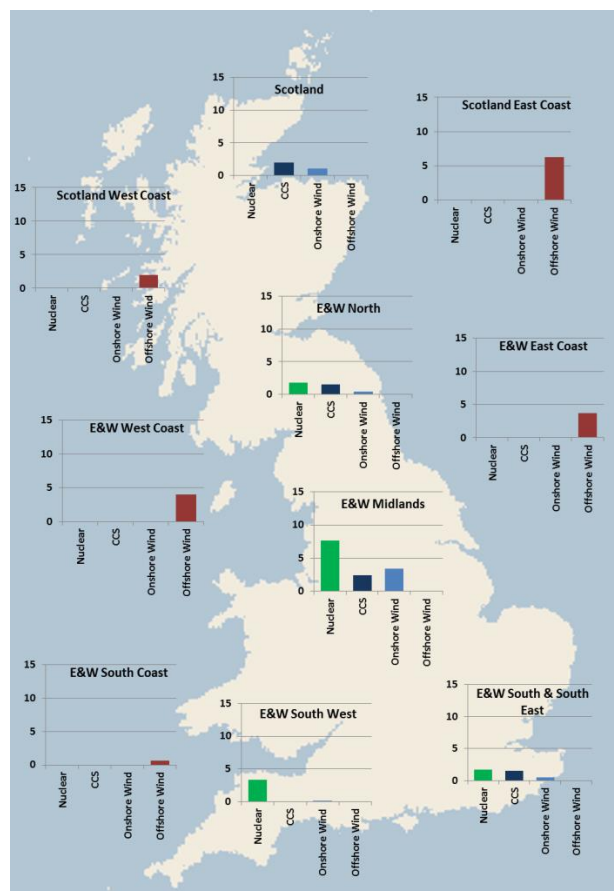 Scotland
15
10
5
0
Nuclear
CCS
Onshore Wind
Offshore Wind
Scotland East Coast
15
10
5
0
Nuclear
CCS
Onshore Wind
Offshore Wind
Scotland West Coast
15
10
5
0
Nuclear
CCS
Onshore Wind
Offshore Wind
E&W North
15
10
5
0
Nuclear
CCS
Onshore Wind
Offshore Wind
E&W East Coast
15
10
5
0
Nuclear
CCS
Onshore Wind
Offshore Wind
E&W West Coast
15
10
5
0
Nuclear
CCS
Onshore Wind
Offshore Wind
E&W Midlands
15
10
5
0
Nuclear
CCS
Onshore Wind
Offshore Wind
E&W South Coast
15
10
5
0
Nuclear
CCS
Onshore Wind
Offshore Wind
E&W South West
15
10
5
0
Nuclear
CCS
Onshore Wind
Offshore Wind
E&W South & South
East
15
10
5
0
Nuclear
CCS
Onshore Wind
Offshore Wind